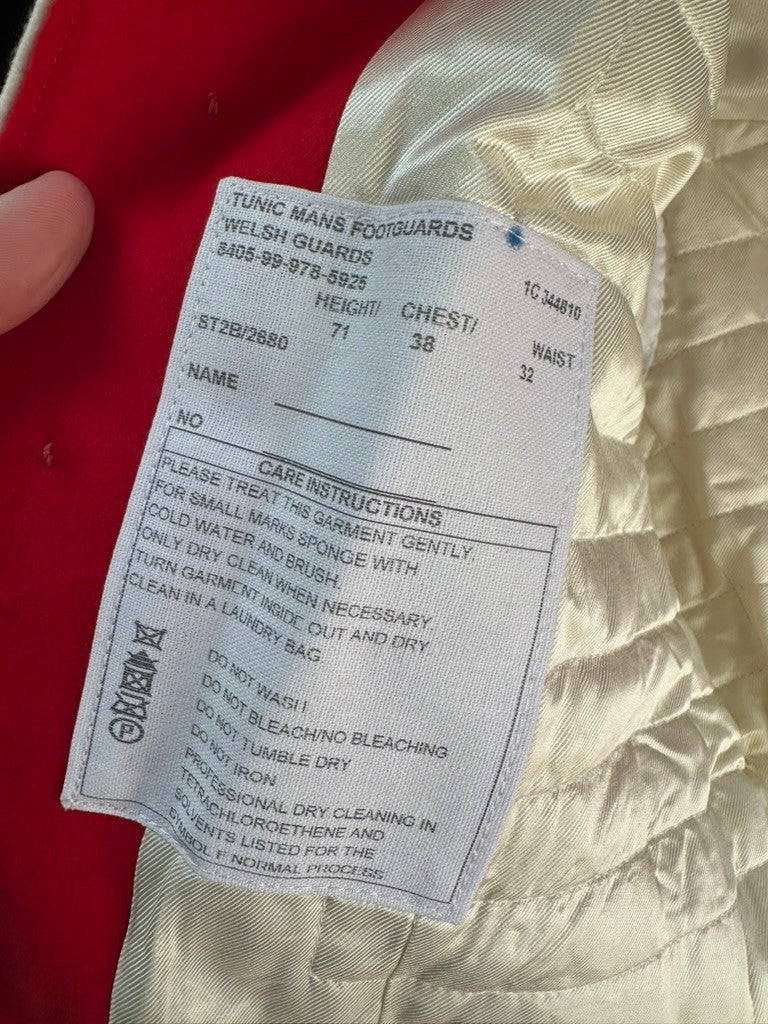 TUNIC MANS FOOTGUARDS
WELSH GUARDS
8405-99-978-5925
1C 344810
HEIGHT/ CHEST/ WAIST
ST2B/2680 71 38 32
NAME
NO
CARE INSTRUCTIONS
PLEASE TREAT THIS GARMENT GENTLY.
FOR SMALL MARKS SPONGE WITH
COLD WATER AND BRUSH.
ONLY DRY CLEAN WHEN NECESSARY.
TURN GARMENT INSIDE OUT AND DRY
CLEAN IN A LAUNDRY BAG
DO NOT WASH
DO NOT BLEACH/NO BLEACHING
DO NOT TUMBLE DRY
DO NOT IRON
PROFESSIONAL DRY CLEANING IN
TETRACHLOROETHENE AND
SOLVENTS LISTED FOR THE
SYMBOL F NORMAL PROCESS